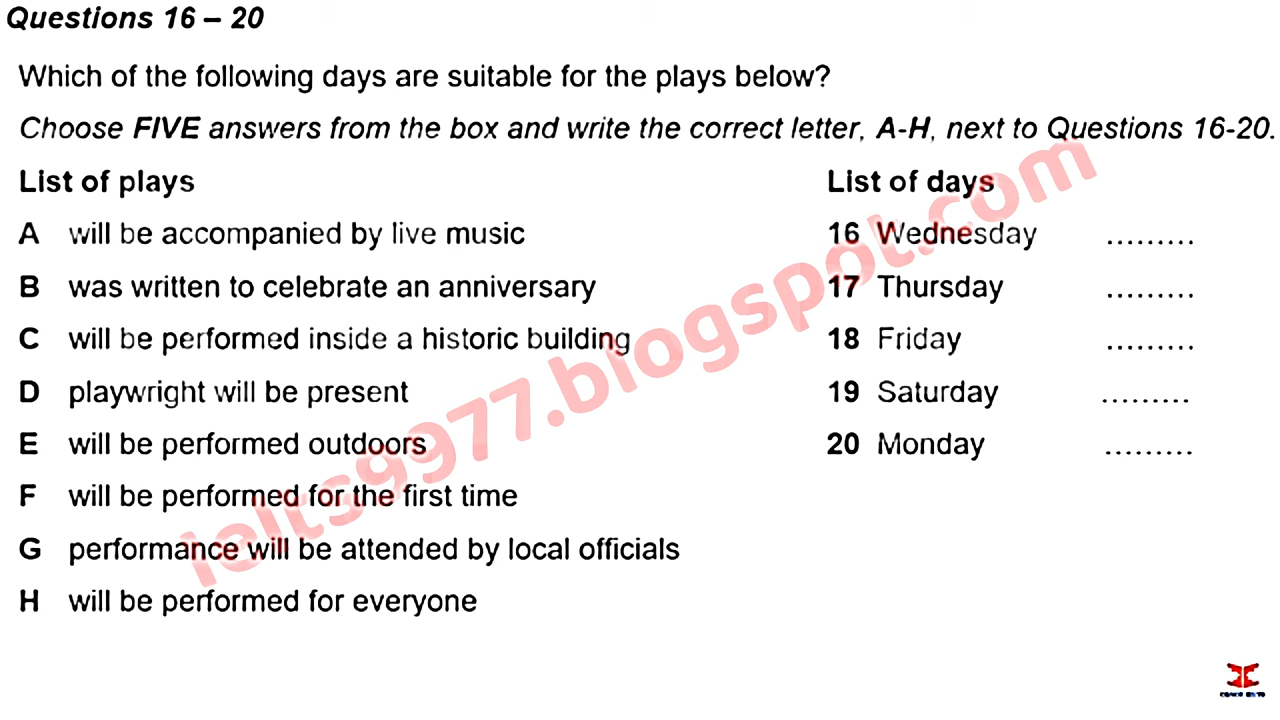 Questions 16 – 20
Which of the following days are suitable for the plays below?
Choose FIVE answers from the box and write the correct letter, A-H, next to Questions 16-20.
List of plays
A will be accompanied by live music
B was written to celebrate an anniversary
C will be performed inside a historic building
D playwright will be present
E will be performed outdoors
F will be performed for the first time
G performance will be attended by local officials
H will be performed for everyone
List of days
16 Wednesday .........
17 Thursday .........
18 Friday .........
19 Saturday .........
20 Monday .........
ielts9977.blogspot.com